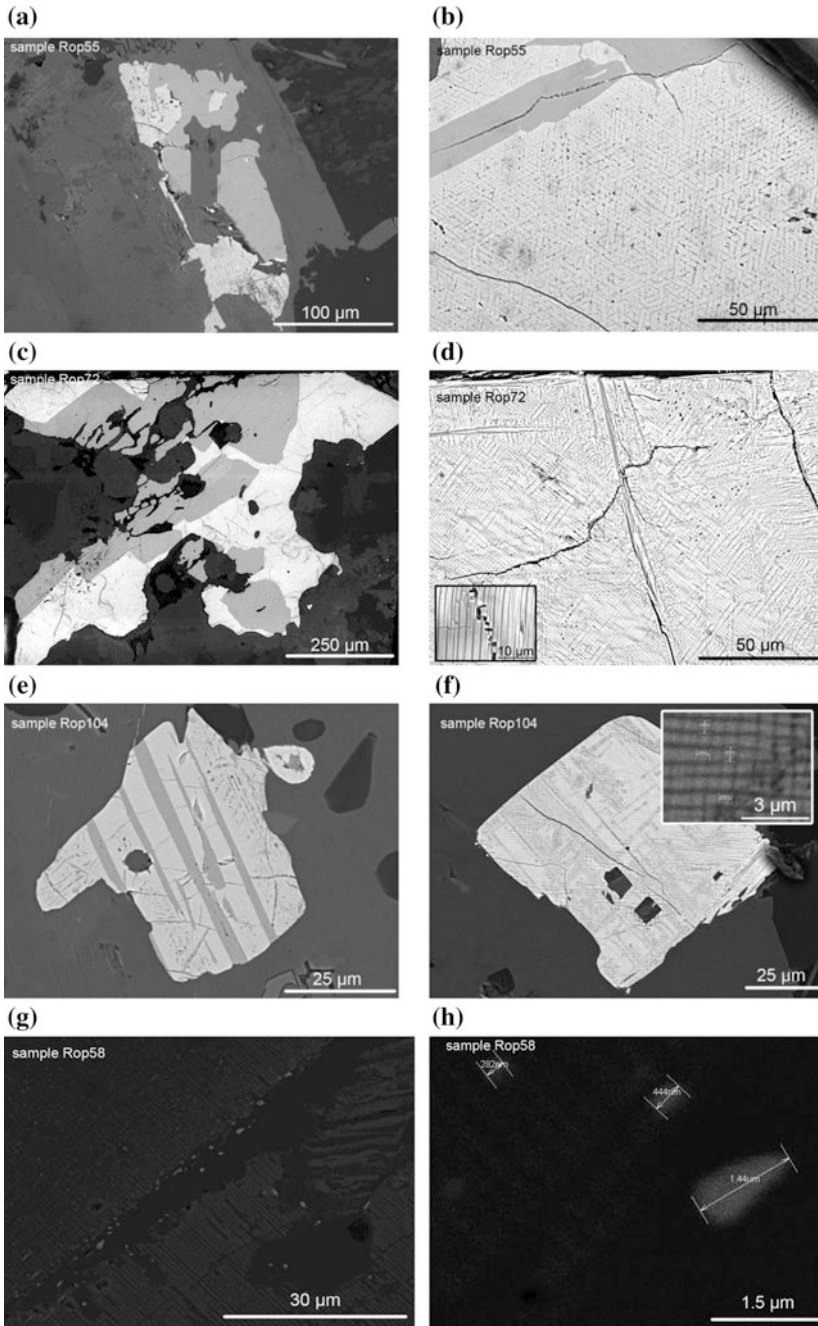 (a)
sample Rop55
100 µm
(b)
sample Rop55
50 µm
(c)
sample Rop72
250 µm
(d)
sample Rop72
10 µm
50 µm
(e)
sample Rop104
25 µm
(f)
sample Rop104
3 µm
25 µm
(g)
sample Rop58
30 µm
(h)
sample Rop58
282nm
444nm
1.44um
1.5 µm